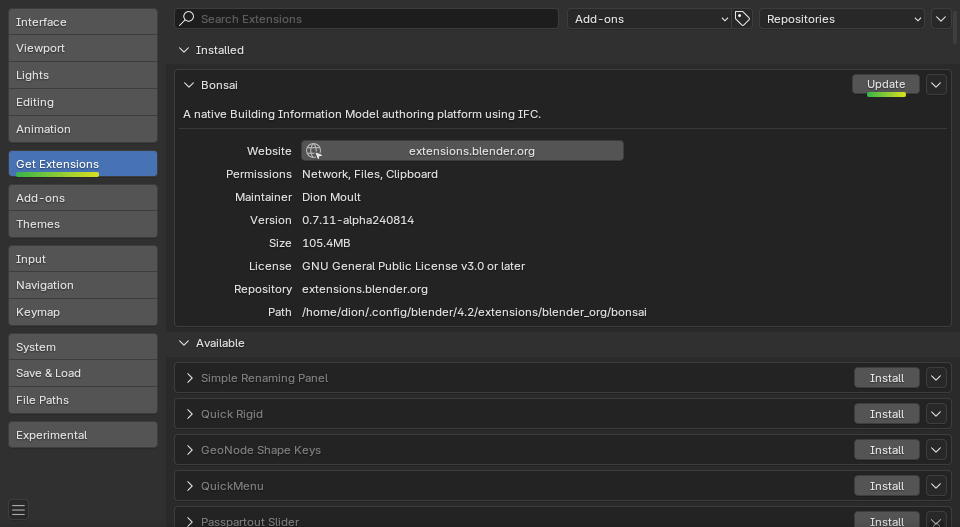 Interface
Viewport
Lights
Editing
Animation
Get Extensions
Add-ons
Themes
Input
Navigation
Keymap
System
Save & Load
File Paths
Experimental
Search Extensions
Add-ons
Repositories
Installed
Bonsai
Update
A native Building Information Model authoring platform using IFC.
Website extensions.blender.org
Permissions Network, Files, Clipboard
Maintainer Dion Moult
Version 0.7.11-alpha240814
Size 105.4MB
License GNU General Public License v3.0 or later
Repository extensions.blender.org
Path /home/dion/.config/blender/4.2/extensions/blender_org/bonsai
Available
Simple Renaming Panel Install
Quick Rigid Install
GeoNode Shape Keys Install
QuickMenu Install
Passpartout Slider Install